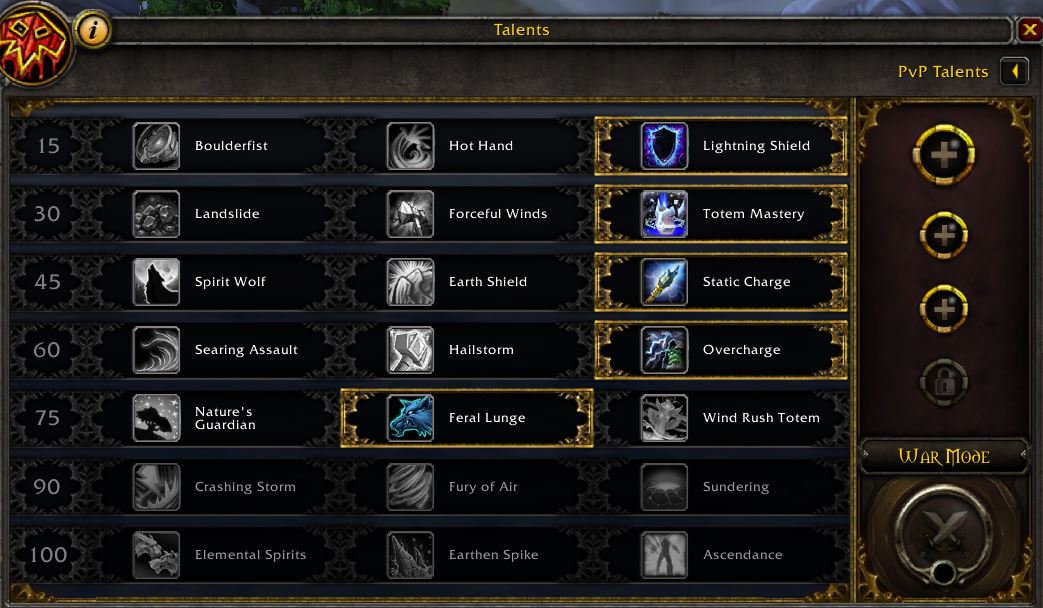 i
Talents
PvP Talents
15 Boulderfist Hot Hand Lightning Shield
30 Landslide Forceful Winds Totem Mastery
45 Spirit Wolf Earth Shield Static Charge
60 Searing Assault Hailstorm Overcharge
75 Nature's Guardian Feral Lunge Wind Rush Totem
90 Crashing Storm Fury of Air Sundering
100 Elemental Spirits Earthen Spike Ascendance
War Mode